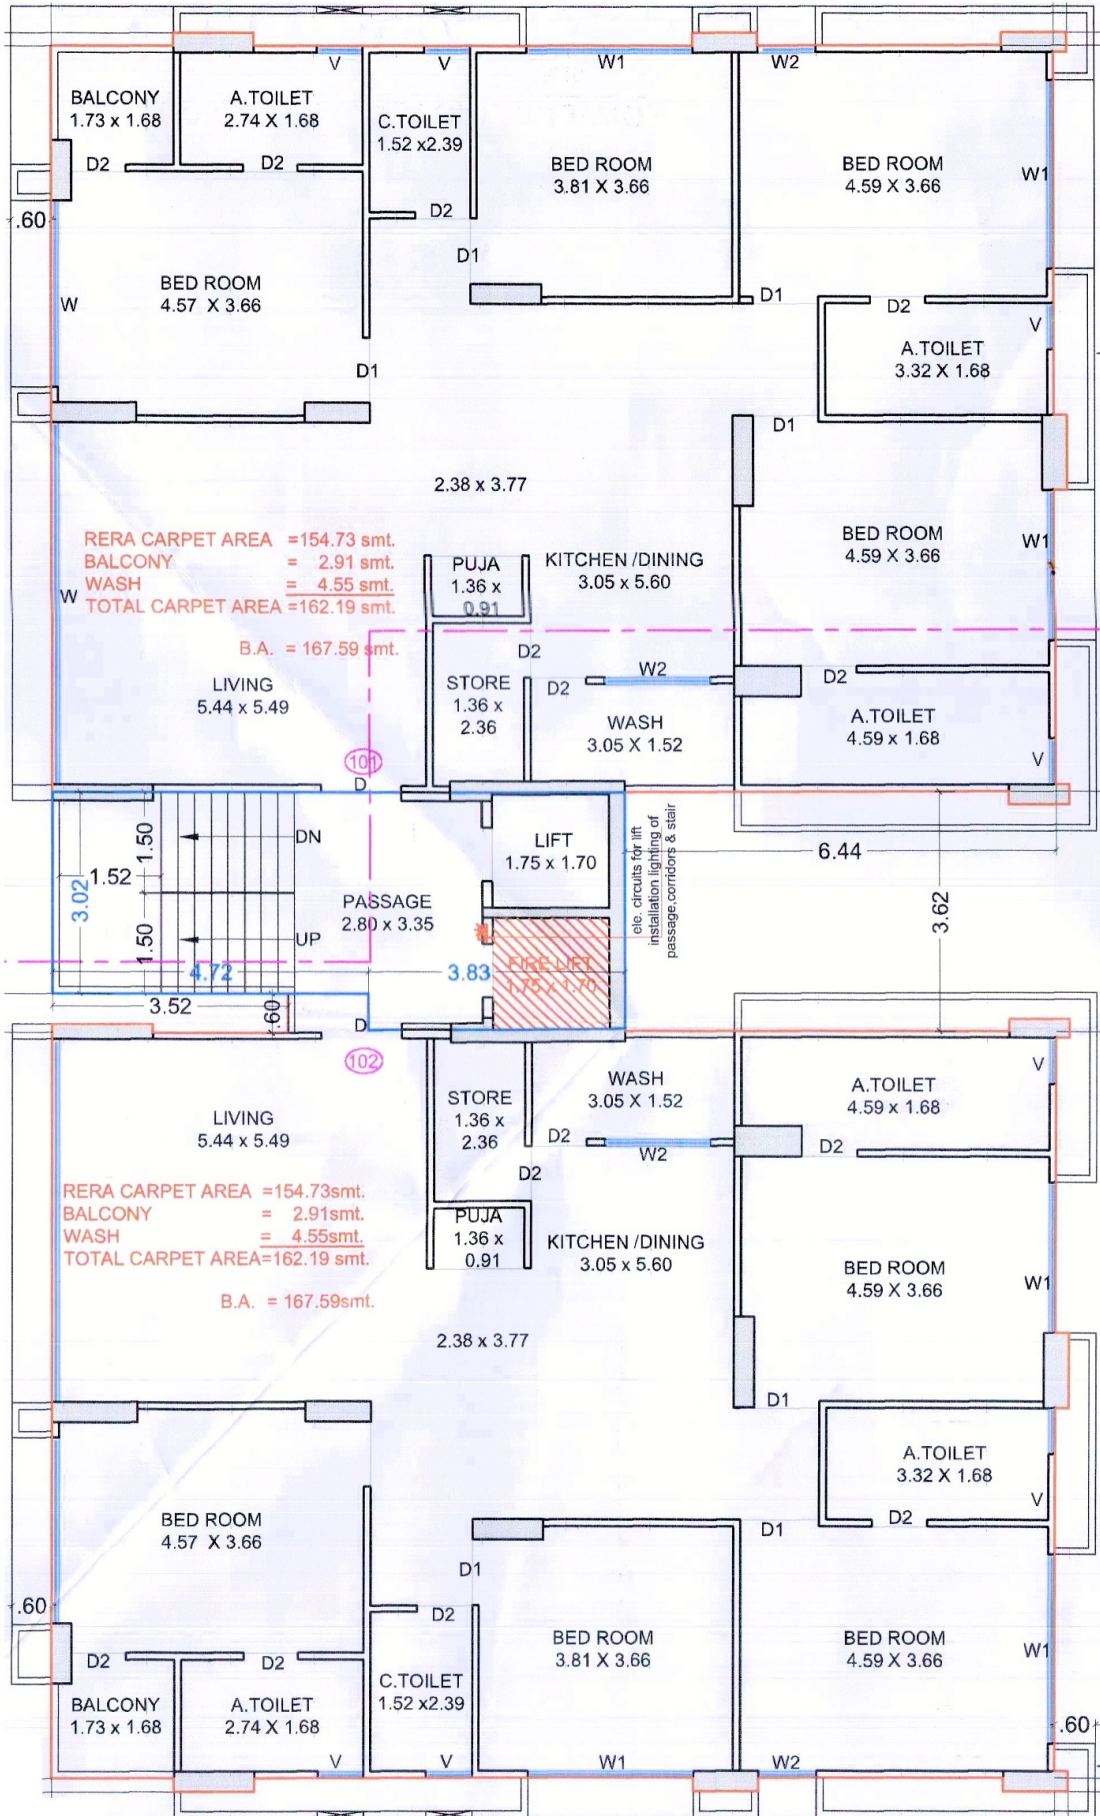 V
V
W1
W2
BALCONY
1.73 x 1.68
A.TOILET
2.74 X 1.68
C.TOILET
1.52 x2.39
BED ROOM
3.81 X 3.66
BED ROOM
4.59 X 3.66
W1
D2
D2
D2
.60
D1
BED ROOM
4.57 X 3.66
W
D1
D2
V
A.TOILET
3.32 X 1.68
D1
D1
2.38 x 3.77
RERA CARPET AREA =154.73 smt.
BALCONY = 2.91 smt.
WASH = 4.55 smt.
TOTAL CARPET AREA =162.19 smt.
B.A. = 167.59 smt.
W
PUJA
1.36 x
0.91
KITCHEN /DINING
3.05 x 5.60
BED ROOM
4.59 X 3.66
W1
D2
W2
D2
D2
LIVING
5.44 x 5.49
STORE
1.36 x
2.36
WASH
3.05 X 1.52
A.TOILET
4.59 x 1.68
V
101
D
1.50
DN
LIFT
1.75 x 1.70
ele. circuits for lift
installation lighting of
passage,corridors & stair
6.44
1.52
3.02
PASSAGE
2.80 x 3.35
3.62
1.50
UP
4.72
3.83
FIRE LIFT
1.75 x 1.70
3.52
.60
D
102
WASH
3.05 X 1.52
V
A.TOILET
4.59 x 1.68
STORE
1.36 x
2.36
LIVING
5.44 x 5.49
D2
W2
D2
D2
RERA CARPET AREA =154.73smt.
BALCONY = 2.91smt.
WASH = 4.55smt.
TOTAL CARPET AREA=162.19 smt.
B.A. = 167.59smt.
PUJA
1.36 x
0.91
KITCHEN /DINING
3.05 x 5.60
BED ROOM
4.59 X 3.66
W1
2.38 x 3.77
D1
A.TOILET
3.32 X 1.68
V
BED ROOM
4.57 X 3.66
D1
D2
D1
.60
D2
BED ROOM
3.81 X 3.66
BED ROOM
4.59 X 3.66
W1
D2
D2
BALCONY
1.73 x 1.68
A.TOILET
2.74 X 1.68
C.TOILET
1.52 x2.39
.60
V
V
W1
W2